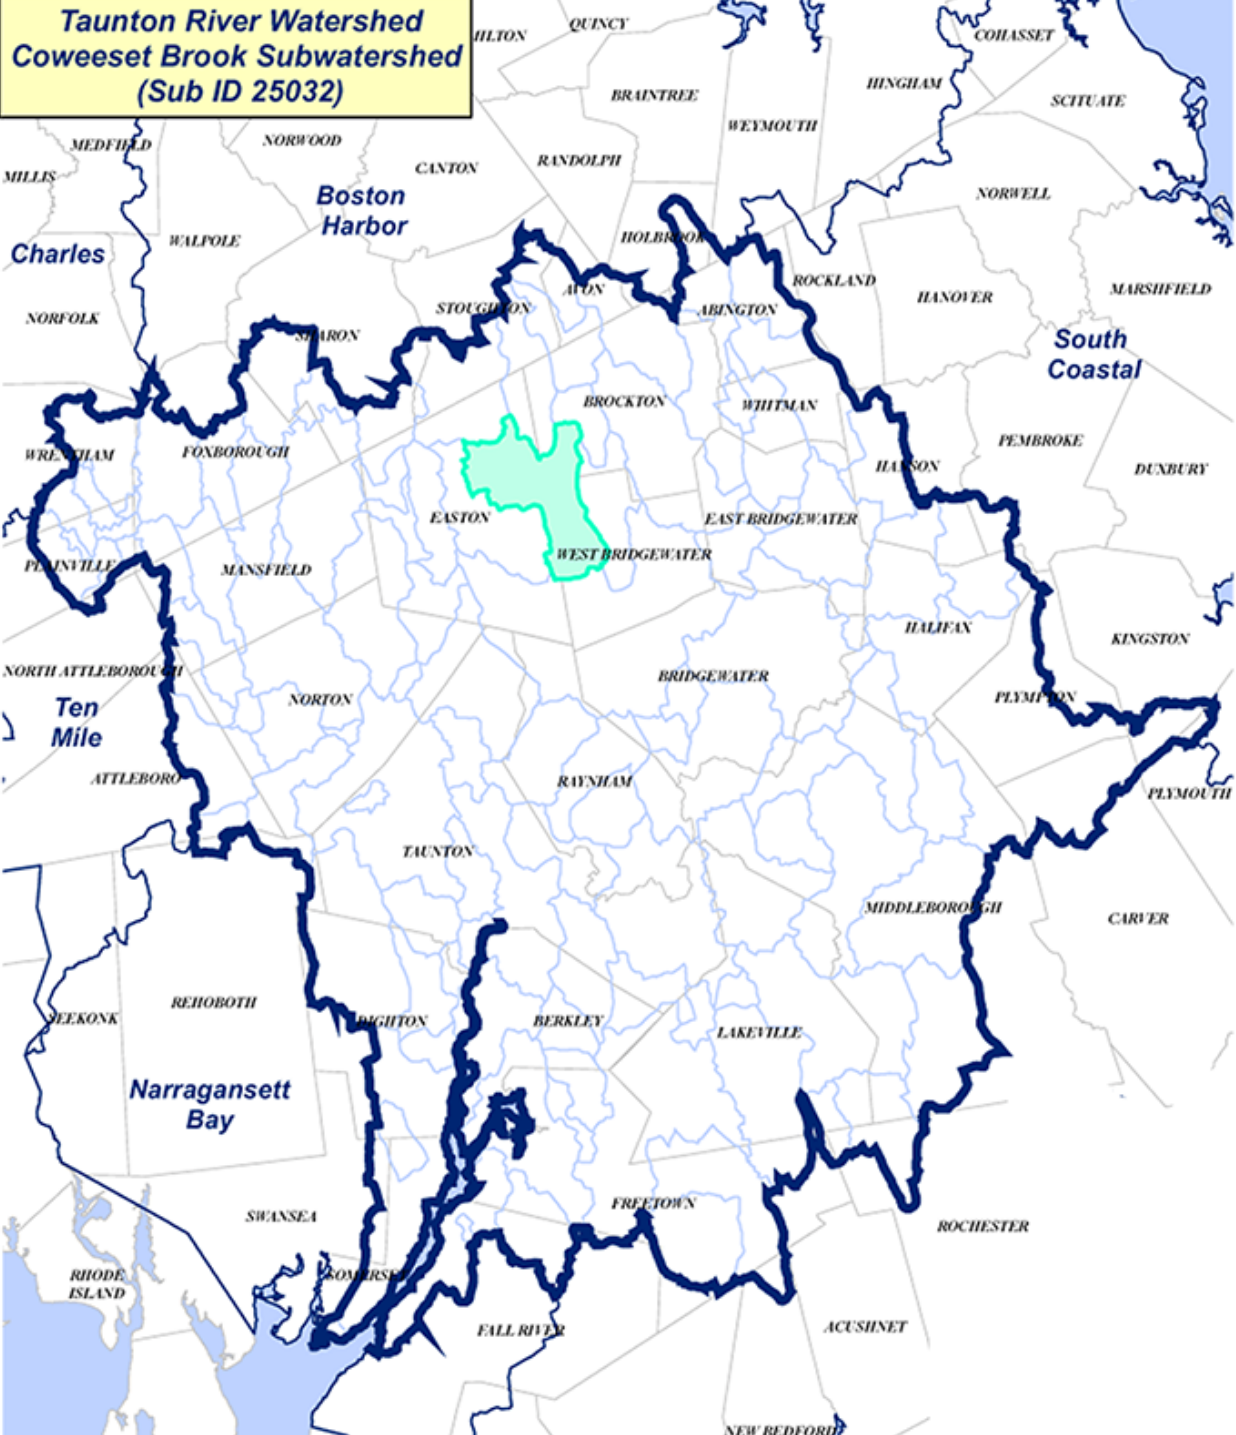 Taunton River Watershed
Coweeset Brook Subwatershed
(Sub ID 25032)
QUINCY
COHASSET
HINGHAM
BRAINTREE
SCITUATE
WEYMOUTH
MEDFIELD
NORWOOD
CANTON
RANDOLPH
MILLIS
NORWELL
Boston
Harbor
WALPOLE
HOLBROOK
Charles
ROCKLAND
AVON
MARSHFIELD
HANOVER
STOUGHTON
ABINGTON
NORFOLK
SHARON
South
Coastal
BROCKTON
WHITMAN
PEMBROKE
FOXBOROUGH
WRENTHAM
HANSON
DUXBURY
EASTON
EAST BRIDGEWATER
WEST BRIDGEWATER
PLAINVILLE
MANSFIELD
HALIFAX
KINGSTON
NORTH ATTLEBOROUGH
BRIDGEWATER
NORTON
PLYMPTON
Ten
Mile
ATTLEBORO
RAYNHAM
PLYMOUTH
TAUNTON
MIDDLEBOROUGH
CARVER
REHOBOTH
SEEKONK
DIGHTON
BERKLEY
LAKEVILLE
Narragansett
Bay
FREETOWN
SWANSEA
ROCHESTER
RHODE
ISLAND
SOMERSET
FALL RIVER
ACUSHNET
NEW BEDFORD